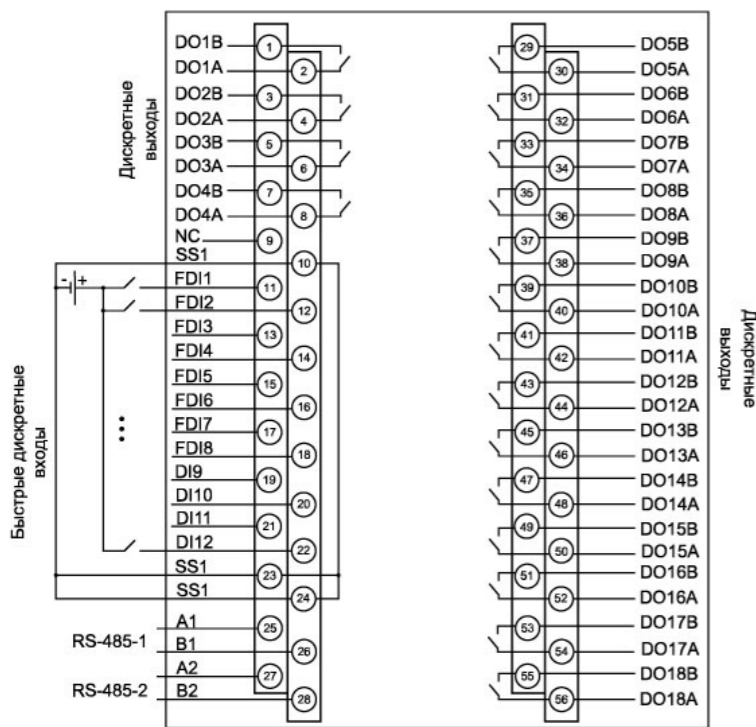 Дискретные
выходы
DO1B 1
DO1A 2
DO2B 3
DO2A 4
DO3B 5
DO3A 6
DO4B 7
DO4A 8
NC 9
SS1 10
- +
FDI1 11
FDI2 12
FDI3 13
FDI4 14
FDI5 15
FDI6 16
FDI7 17
FDI8 18
DI9 19
DI10 20
DI11 21
DI12 22
SS1 23
SS1 24
Быстрые дискретные
входы
RS-485-1
A1 25
B1 26
RS-485-2
A2 27
B2 28
29 DO5B
30 DO5A
31 DO6B
32 DO6A
33 DO7B
34 DO7A
35 DO8B
36 DO8A
37 DO9B
38 DO9A
39 DO10B
40 DO10A
41 DO11B
42 DO11A
43 DO12B
44 DO12A
45 DO13B
46 DO13A
47 DO14B
48 DO14A
49 DO15B
50 DO15A
51 DO16B
52 DO16A
53 DO17B
54 DO17A
55 DO18B
56 DO18A
Дискретные
выходы